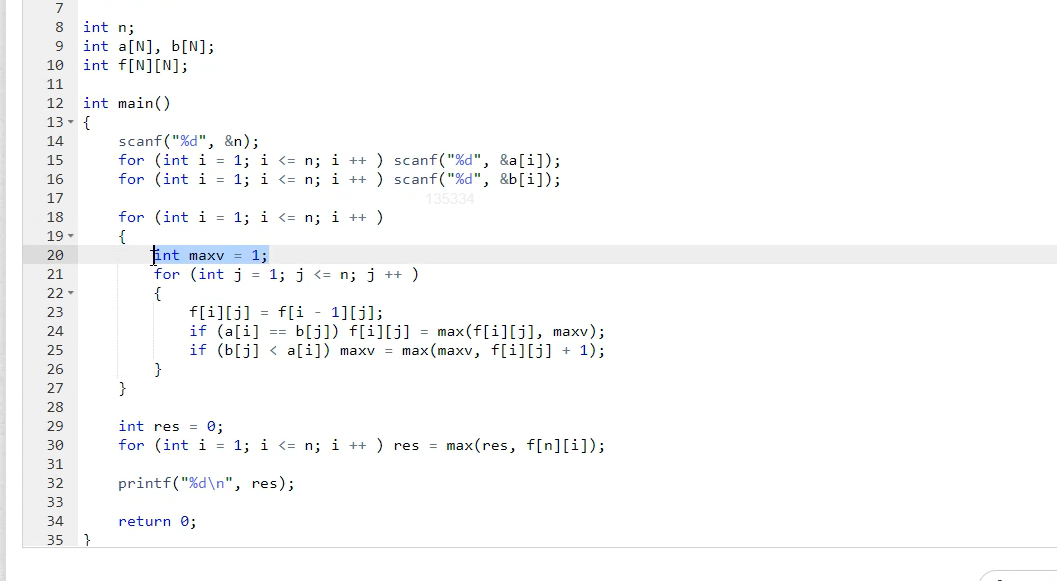 7
8 int n;
9 int a[N], b[N];
10 int f[N][N];
11
12 int main()
13 {
14 scanf("%d", &n);
15 for (int i = 1; i <= n; i ++ ) scanf("%d", &a[i]);
16 for (int i = 1; i <= n; i ++ ) scanf("%d", &b[i]);
17
135334
18 for (int i = 1; i <= n; i ++ )
19 {
20 int maxv = 1;
21 for (int j = 1; j <= n; j ++ )
22 {
23 f[i][j] = f[i - 1][j];
24 if (a[i] == b[j]) f[i][j] = max(f[i][j], maxv);
25 if (b[j] < a[i]) maxv = max(maxv, f[i][j] + 1);
26 }
27 }
28
29 int res = 0;
30 for (int i = 1; i <= n; i ++ ) res = max(res, f[n][i]);
31
32 printf("%d\n", res);
33
34 return 0;
35 }